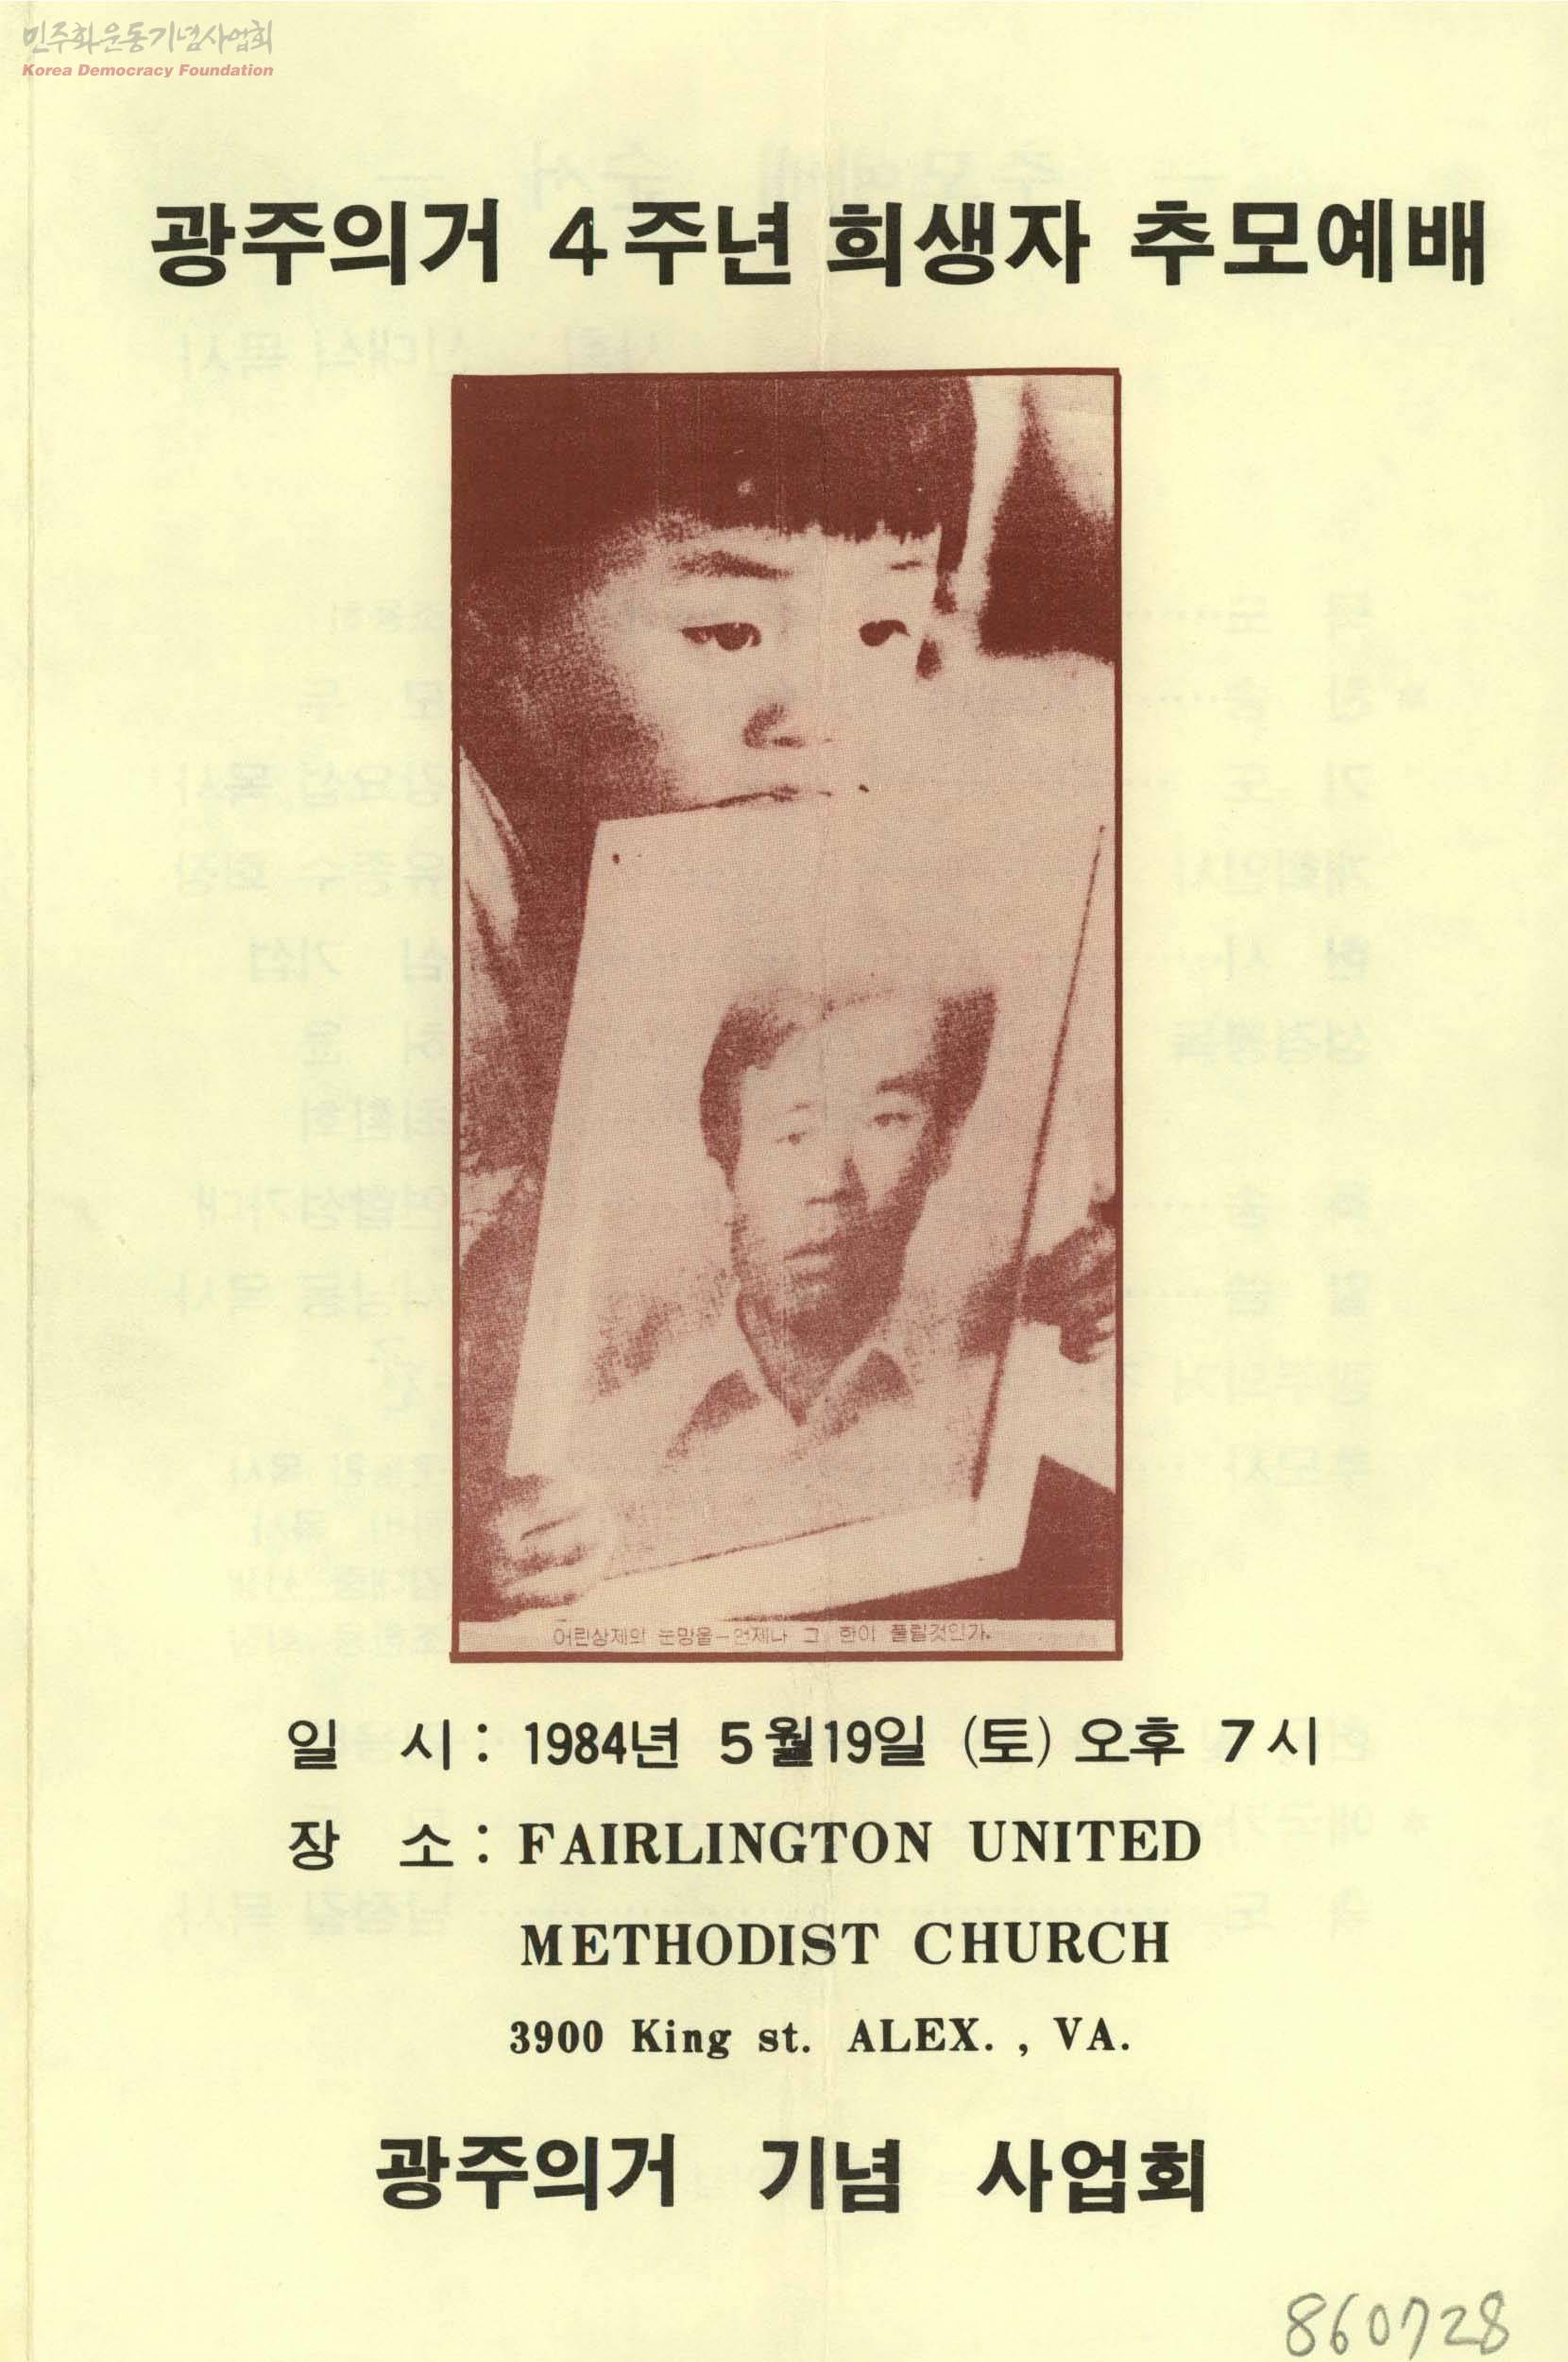 민주화운동기념사업회
Korea Democracy Foundation
광주의거 4주년 희생자 추모예배
어린상제의 눈망울-언제나 그 한이 풀릴것인가.
일 시: 1984년 5월19일 (토) 오후 7시
장 소: FAIRLINGTON UNITED
METHODIST CHURCH
3900 King st. ALEX. , VA.
광주의거 기념 사업회
860728